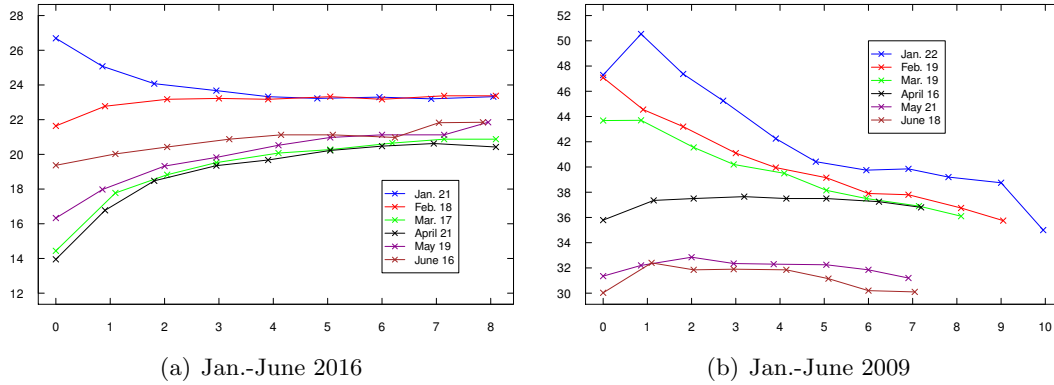 28
26
24
22
20
18
16
14
12
0 1 2 3 4 5 6 7 8
Jan. 21
Feb. 18
Mar. 17
April 21
May 19
June 16
(a) Jan.-June 2016
52
50
48
46
44
42
40
38
36
34
32
30
0 1 2 3 4 5 6 7 8 9 10
Jan. 22
Feb. 19
Mar. 19
April 16
May 21
June 18
(b) Jan.-June 2009